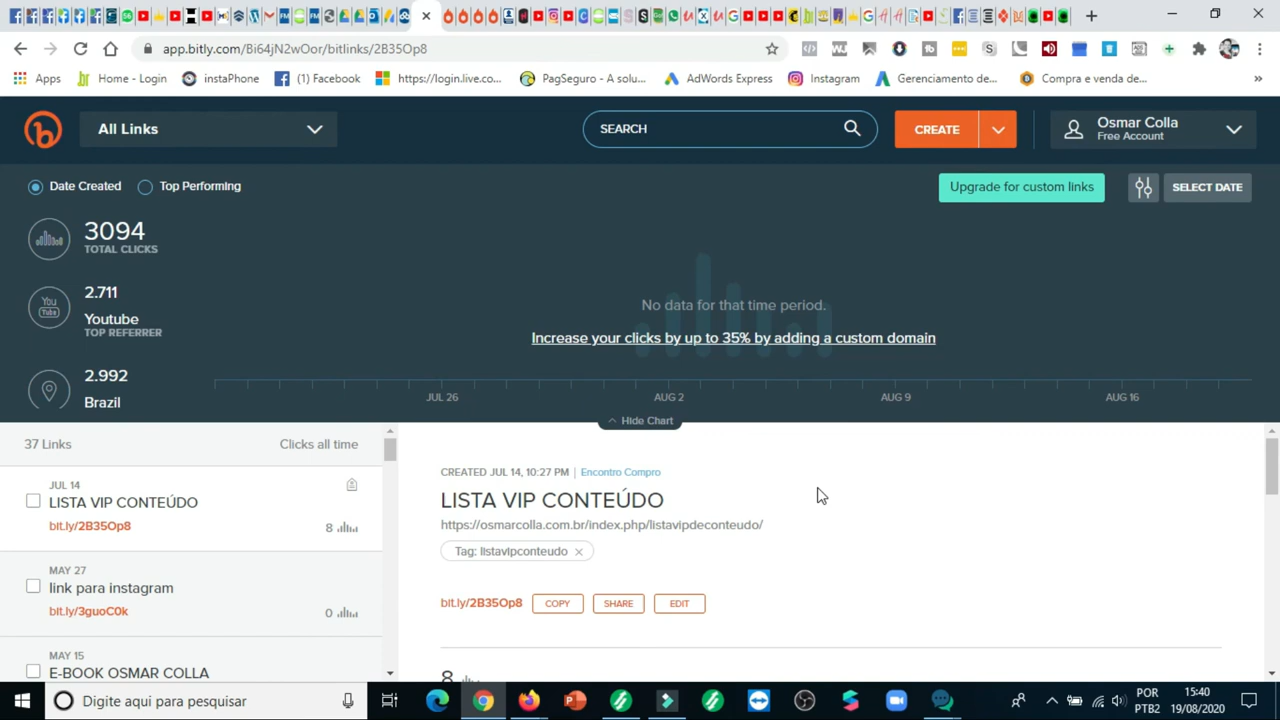 app.bitly.com/Bi64jN2wOor/bitlinks/2B35Op8
Apps
Home - Login
instaPhone
(1) Facebook
https://login.live.co...
PagSeguro - A solu...
AdWords Express
Instagram
Gerenciamento de...
Compra e venda de...
All Links
SEARCH
CREATE
Osmar Colla
Free Account
Date Created
Top Performing
Upgrade for custom links
SELECT DATE
3094
TOTAL CLICKS
2.711
Youtube
TOP REFERRER
You
Tube
2.992
Brazil
No data for that time period.
Increase your clicks by up to 35% by adding a custom domain
JUL 26
AUG 2
AUG 9
AUG 16
Hide Chart
37 Links
Clicks all time
JUL 14
LISTA VIP CONTEÚDO
bit.ly/2B35Op8
8
MAY 27
link para instagram
bit.ly/3guoC0k
0
MAY 15
E-BOOK OSMAR COLLA
CREATED JUL 14, 10:27 PM | Encontro Compro
LISTA VIP CONTEÚDO
https://osmarcolla.com.br/index.php/listavipdeconteudo/
Tag: listavipconteudo ×
bit.ly/2B35Op8
COPY
SHARE
EDIT
8
Digite aqui para pesquisar
POR
PTB2
15:40
19/08/2020